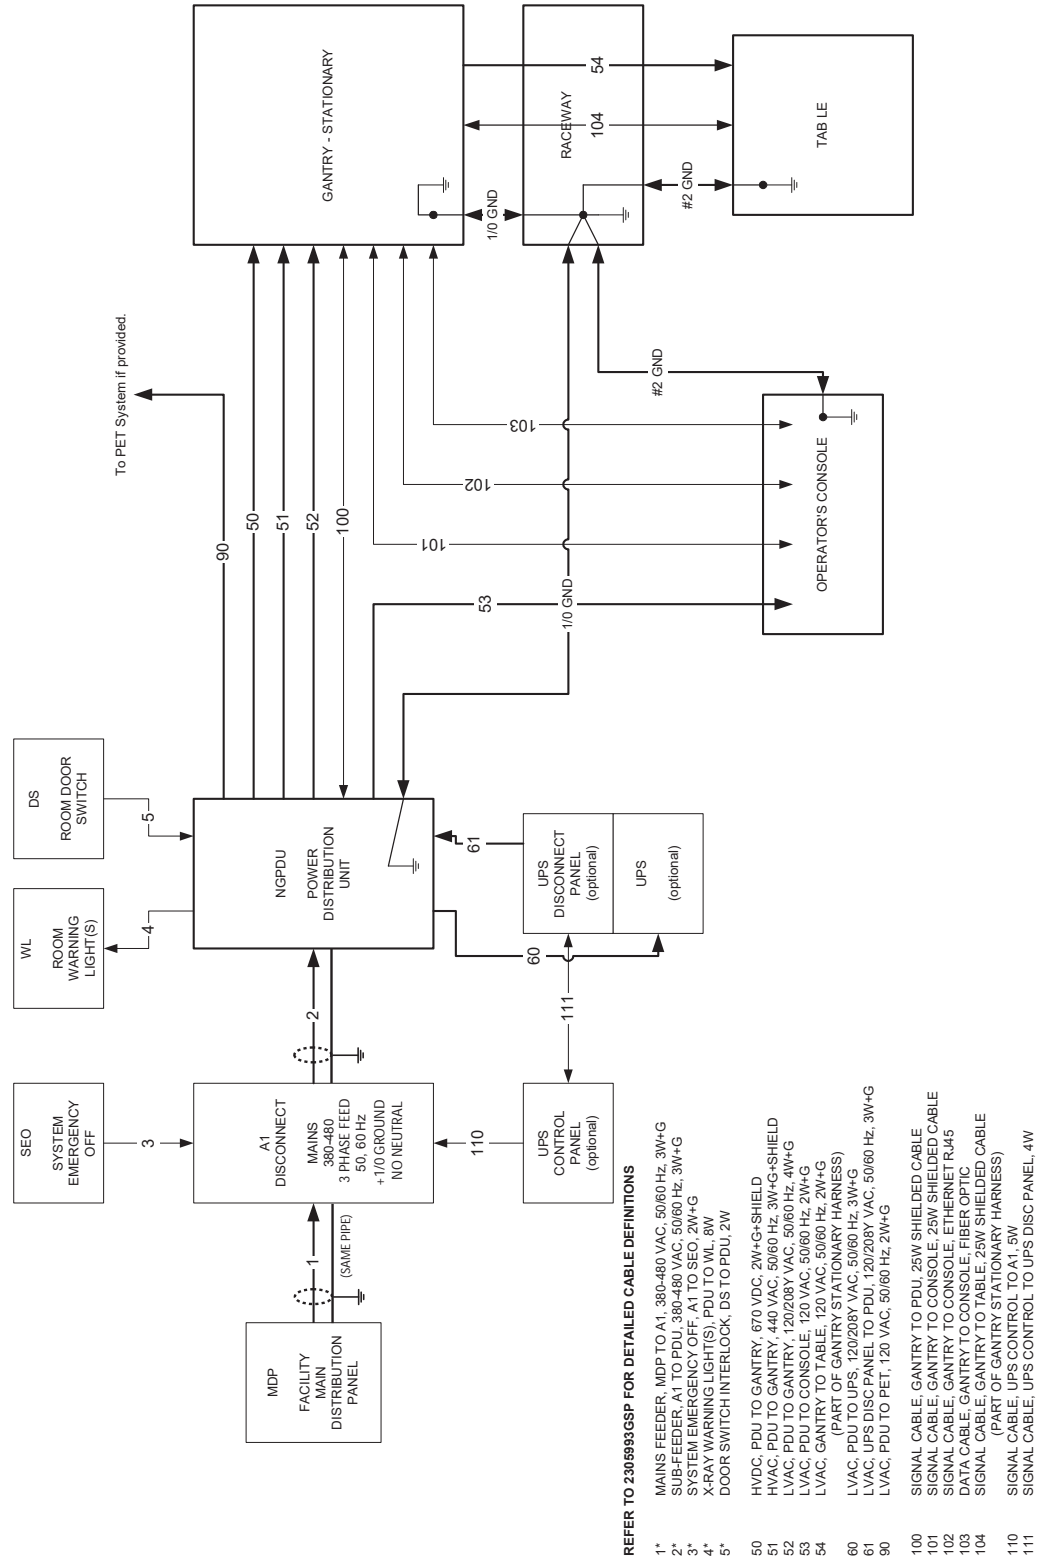 SEO
SYSTEM
EMERGENCY
OFF
WL
ROOM
WARNING
LIGHT(S)
DS
ROOM DOOR
SWITCH
To PET System if provided.
3
4
5
90
MDP
FACILITY
MAIN
DISTRIBUTION
PANEL
1
(SAME PIPE)
A1
DISCONNECT
MAINS
380-480
3 PHASE FEED
50, 60 Hz
+1/0 GROUND
NO NEUTRAL
2
NGPDU
POWER
DISTRIBUTION
UNIT
50
51
52
100
GANTRY - STATIONARY
110
60
61
53
101
102
103
1/0 GND
UPS
CONTROL
PANEL
(optional)
111
UPS
DISCONNECT
PANEL
(optional)
UPS
(optional)
1/0 GND
#2 GND
RACEWAY
54
104
#2 GND
OPERATOR'S CONSOLE
TAB LE
REFER TO 2305993GSP FOR DETAILED CABLE DEFINITIONS
1* MAINS FEEDER, MDP TO A1, 380-480 VAC, 50/60 Hz, 3W+G
2* SUB-FEEDER, A1 TO PDU, 380-480 VAC, 50/60 Hz, 3W+G
3* SYSTEM EMERGENCY OFF, A1 TO SEO, 2W+G
4* X-RAY WARNING LIGHT(S), PDU TO WL, 8W
5* DOOR SWITCH INTERLOCK, DS TO PDU, 2W
50 HVDC, PDU TO GANTRY, 670 VDC, 2W+G+SHIELD
51 HVAC, PDU TO GANTRY, 440 VAC, 50/60 Hz, 3W+G+SHIELD
52 LVAC, PDU TO GANTRY, 120/208Y VAC, 50/60 Hz, 4W+G
53 LVAC, PDU TO CONSOLE, 120 VAC, 50/60 Hz, 2W+G
54 LVAC, GANTRY TO TABLE, 120 VAC, 50/60 Hz, 2W+G
(PART OF GANTRY STATIONARY HARNESS)
60 LVAC, PDU TO UPS, 120/208Y VAC, 50/60 Hz, 3W+G
61 LVAC, UPS DISC PANEL TO PDU, 120/208Y VAC, 50/60 Hz, 3W+G
90 LVAC, PDU TO PET, 120 VAC, 50/60 Hz, 2W+G
100 SIGNAL CABLE, GANTRY TO PDU, 25W SHIELDED CABLE
101 SIGNAL CABLE, GANTRY TO CONSOLE, 25W SHIELDED CABLE
102 SIGNAL CABLE, GANTRY TO CONSOLE, ETHERNET RJ45
103 DATA CABLE, GANTRY TO CONSOLE, FIBER OPTIC
104 SIGNAL CABLE, GANTRY TO TABLE, 25W SHIELDED CABLE
(PART OF GANTRY STATIONARY HARNESS)
110 SIGNAL CABLE, UPS CONTROL TO A1, 5W
111 SIGNAL CABLE, UPS CONTROL TO UPS DISC PANEL, 4W